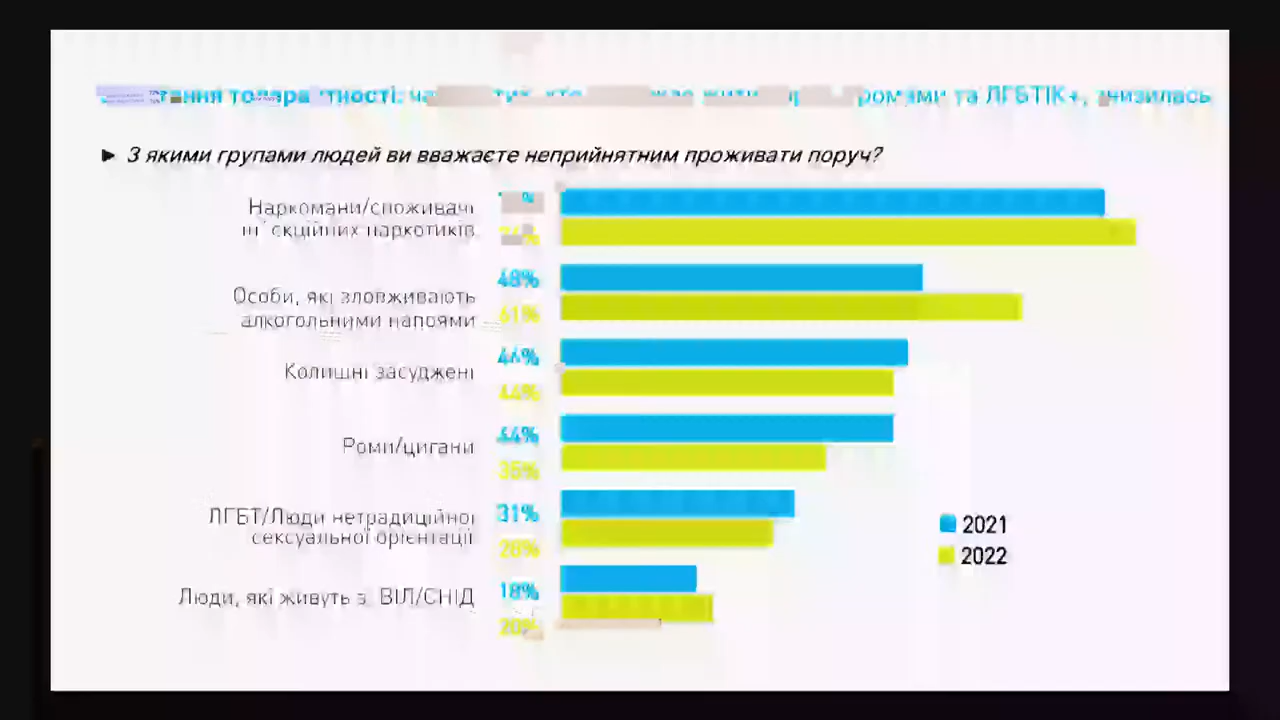 ромами та ЛГБТІК+, знизилась
З якими групами людей ви вважаєте неприйнятним проживати поруч?
Наркомани/споживачі
ін'єкційних наркотиків
Особи, які зловживають
48%
алкогольними напоями
61%
Колишні засуджені
46%
44%
Роми/цигани
44%
35%
ЛГБТ/Люди нетрадиційної
31%
сексуальної орієнтації
28%
Люди, які живуть з ВІЛ/СНІД
18%
20%
2021
2022